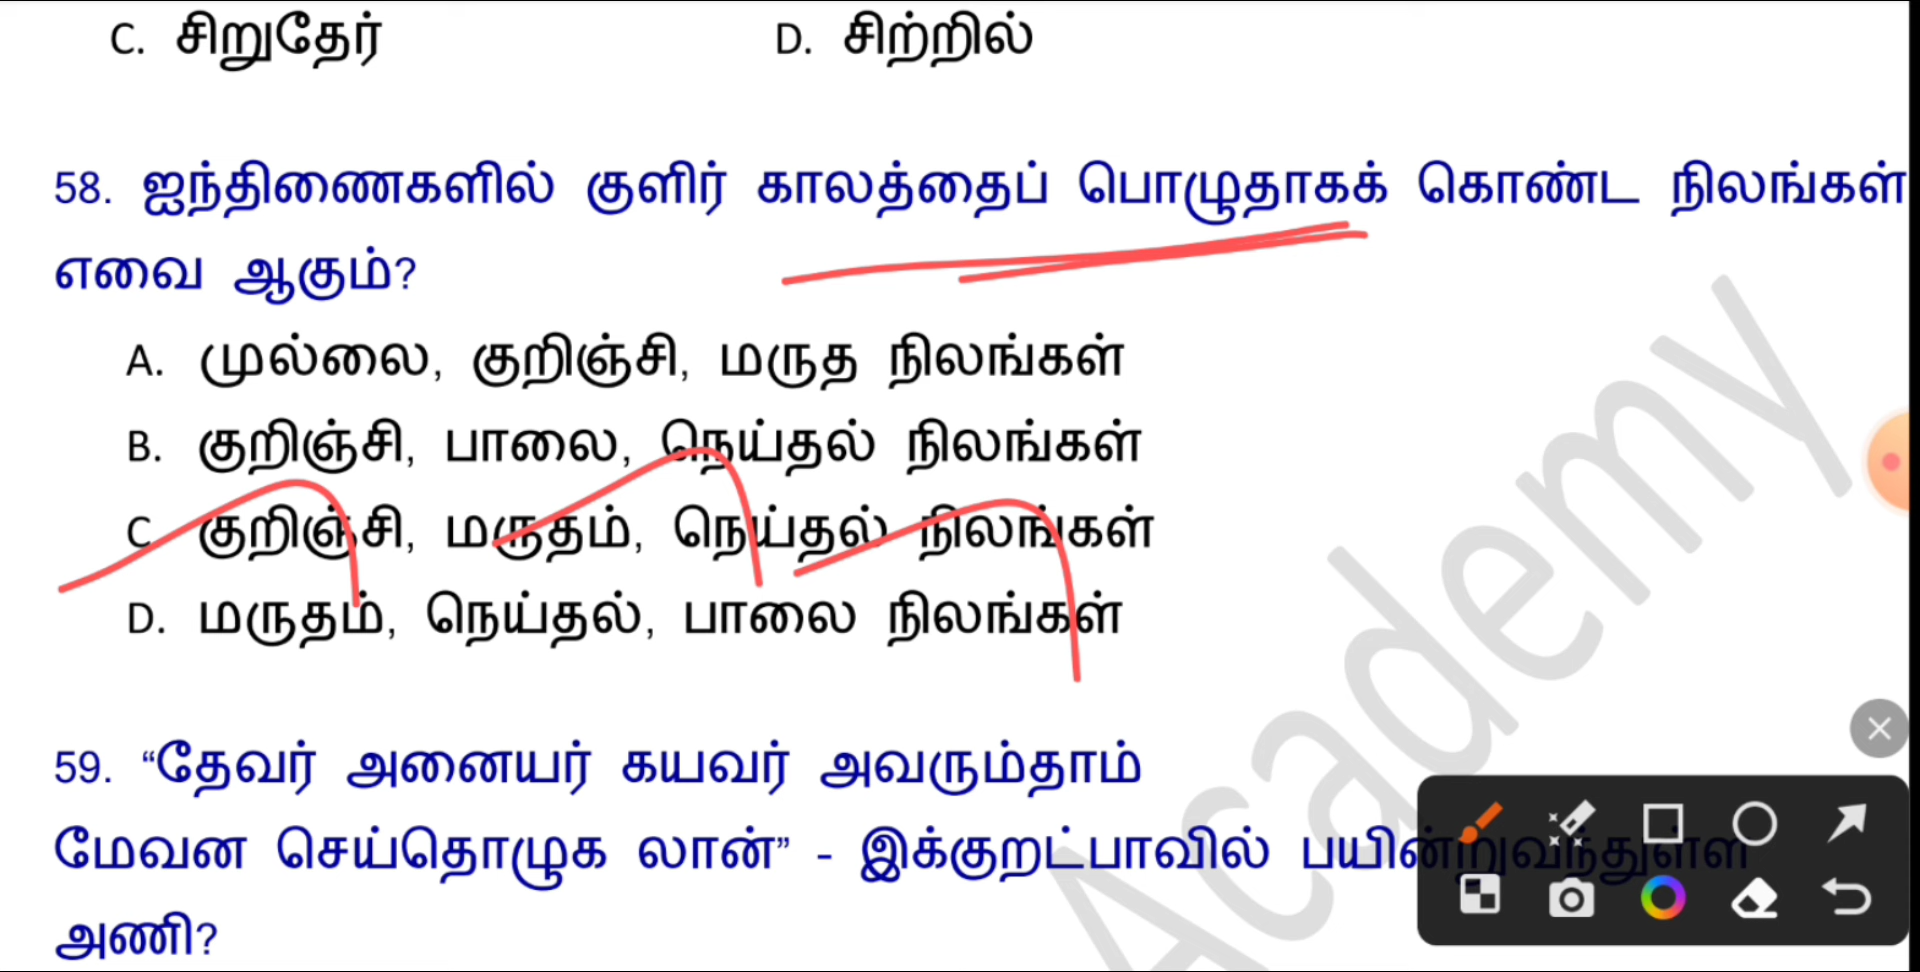 C. சிறுதேர் D. சிற்றில்
58. ஐந்திணைகளில் குளிர் காலத்தைப் பொழுதாகக் கொண்ட நிலங்கள்
எவை ஆகும்?
A. முல்லை, குறிஞ்சி, மருத நிலங்கள்
B. குறிஞ்சி, பாலை, நெய்தல் நிலங்கள்
C குறிஞ்சி, மருதம், நெய்தல் நிலங்கள்
D. மருதம், நெய்தல், பாலை நிலங்கள்
59. “தேவர் அனையர் கயவர் அவரும்தாம்
மேவன செய்தொழுக லான்” - இக்குறட்பாவில் பயின்றுவந்துள்ள
அணி?
Academy